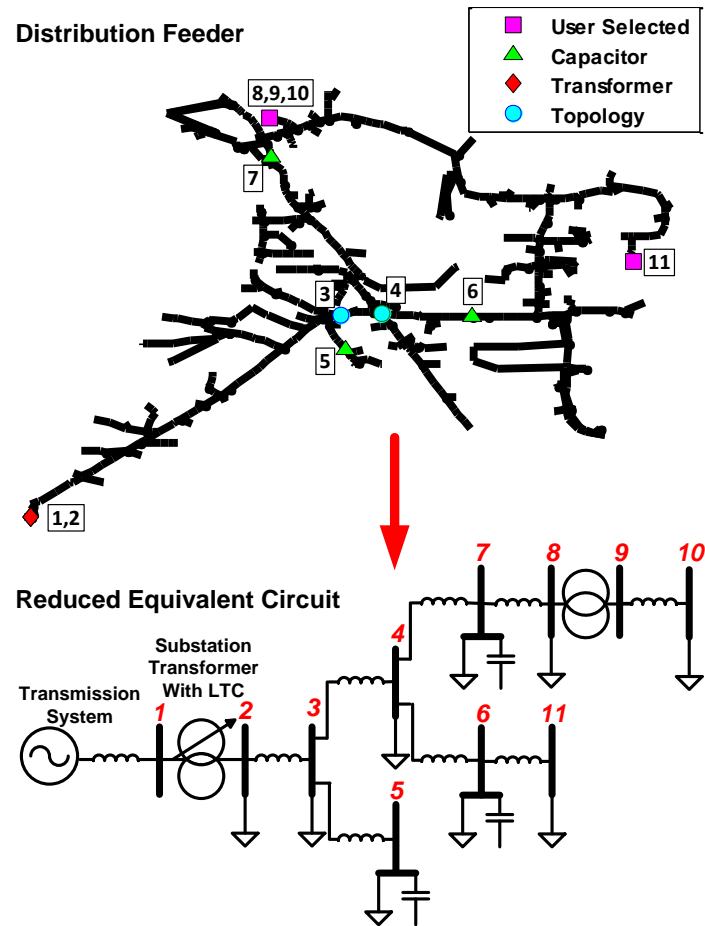 Distribution Feeder
User Selected
Capacitor
Transformer
Topology
8,9,10
7
11
3
4
6
5
1,2
Reduced Equivalent Circuit
Substation
Transformer
With LTC
Transmission
System
1
2
3
4
5
6
7
8
9
10
11